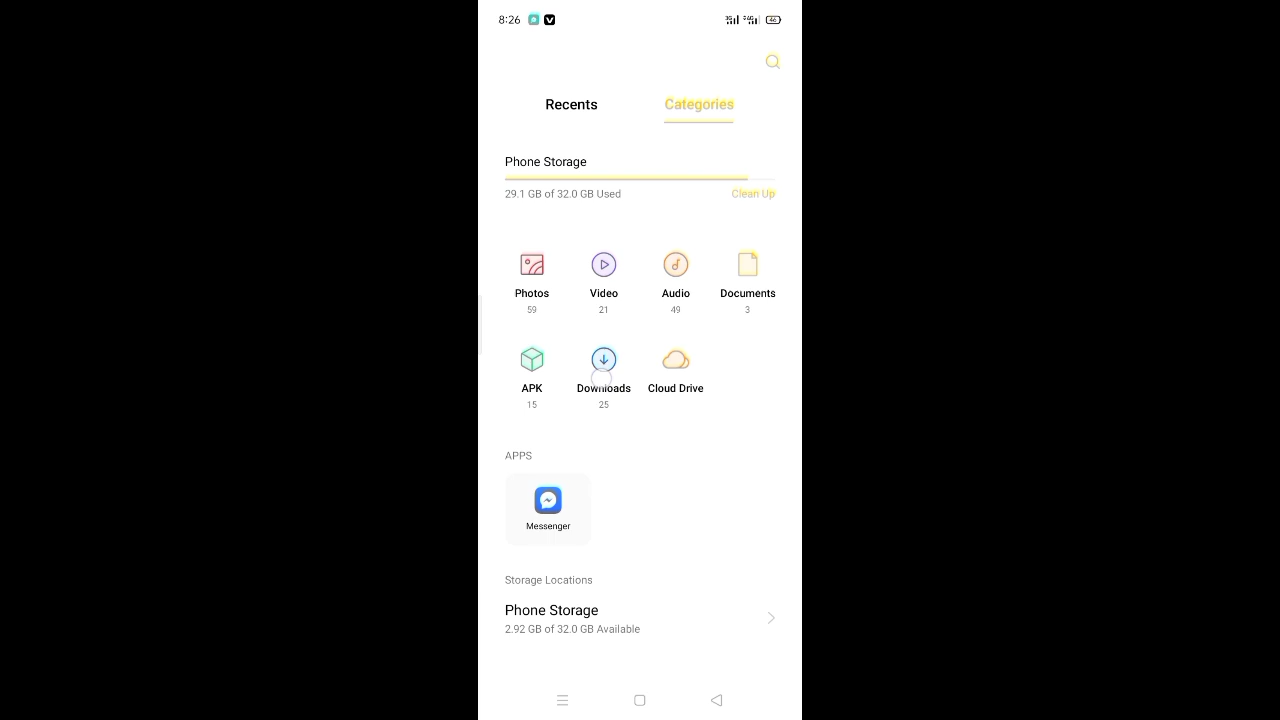 8:26
46
Recents Categories
Phone Storage
29.1 GB of 32.0 GB Used Clean Up
Photos Video Audio Documents
59 21 49 3
APK Downloads Cloud Drive
15 25
APPS
Messenger
Storage Locations
Phone Storage
2.92 GB of 32.0 GB Available